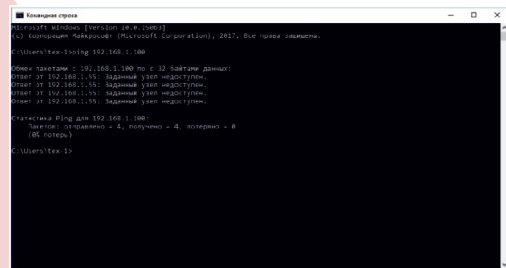 Командная строка
Microsoft Windows [Version 10.0.15063]
(c) Корпорация Майкрософт (Microsoft Corporation), 2017. Все права защищены.
C:\Users\tex-1>ping 192.168.1.100
Обмен пакетами с 192.168.1.100 по с 32 байтами данных:
Ответ от 192.168.1.55: Заданный узел недоступен.
Ответ от 192.168.1.55: Заданный узел недоступен.
Ответ от 192.168.1.55: Заданный узел недоступен.
Ответ от 192.168.1.55: Заданный узел недоступен.
Статистика Ping для 192.168.1.100:
Пакетов: отправлено = 4, получено = 4, потеряно = 0
(0% потерь)
C:\Users\tex-1>